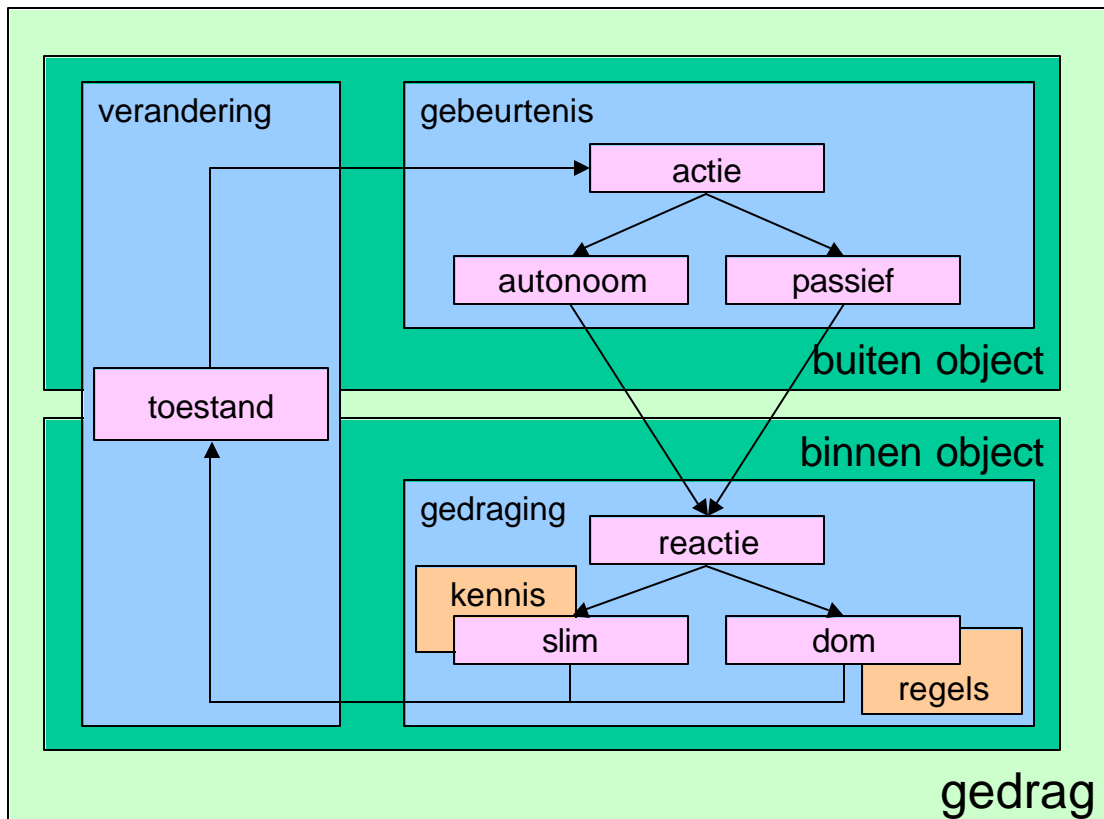 verandering
gebeurtenis
actie
autonoom
passief
buiten object
toestand
binnen object
gedraging
reactie
kennis
slim
dom
regels
gedrag